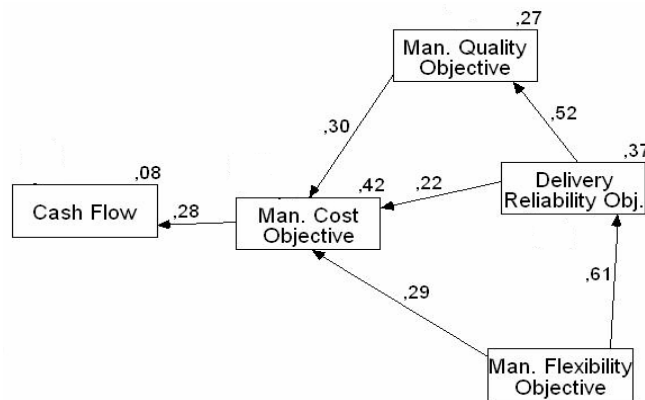 ,27
Man. Quality
Objective
,52
,30
,37
,08
,42
,22
Delivery
Reliability Obj.
Cash Flow
,28
Man. Cost
Objective
,29
,61
Man. Flexibility
Objective